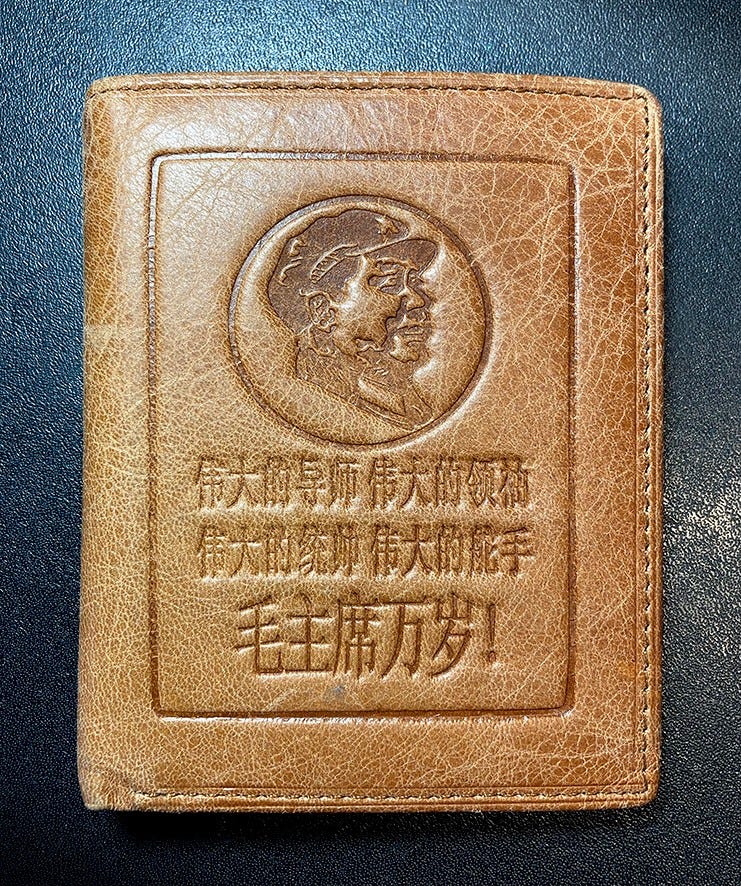 伟大的导师 伟大的领袖
伟大的统帅 伟大的舵手
毛主席万岁!